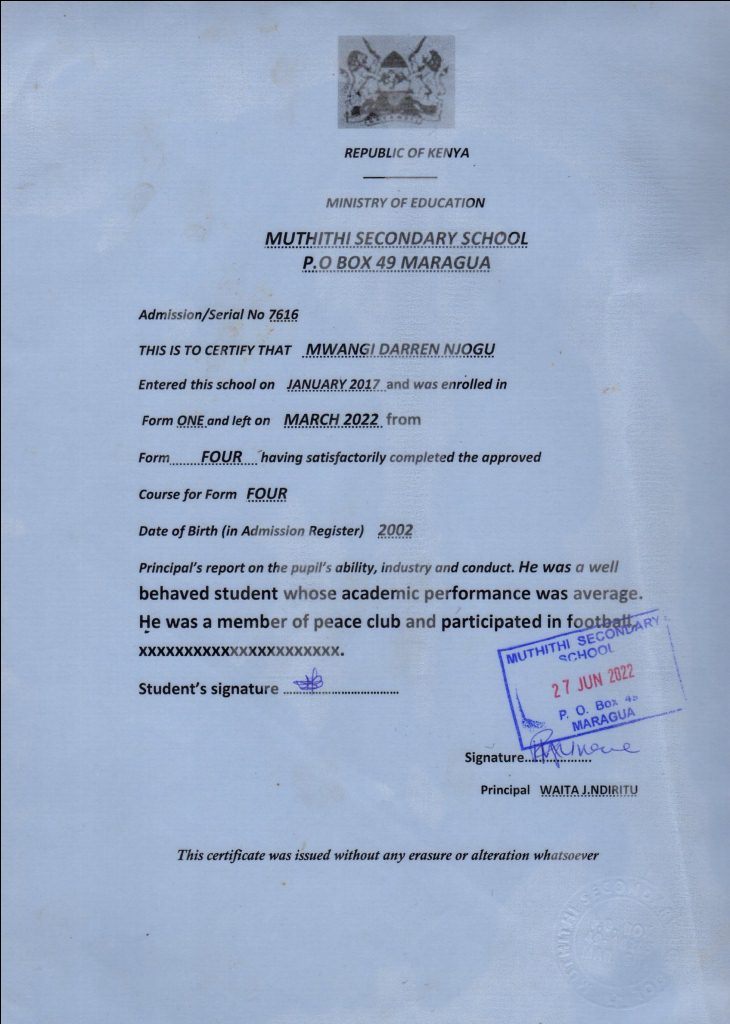 REPUBLIC OF KENYA
MINISTRY OF EDUCATION
MUTHITHI SECONDARY SCHOOL
P.O BOX 49 MARAGUA
Admission/Serial No 7616
THIS IS TO CERTIFY THAT MWANGI DARREN NJOGU
Entered this school on JANUARY 2017 and was enrolled in
Form ONE and left on MARCH 2022 from
Form FOUR having satisfactorily completed the approved
Course for Form FOUR
Date of Birth (in Admission Register) 2002
Principal's report on the pupil's ability, industry and conduct. He was a well
behaved student whose academic performance was average.
He was a member of peace club and participated in football,
xxxxxxxxxxxxxxxxxxxxxxx.
Student's signature
MUTHITHI SECONDARY
SCHOOL
27 JUN 2022
P. O. Box 49
MARAGUA
Signature
Principal WAITA J.NDIRITU
This certificate was issued without any erasure or alteration whatsoever